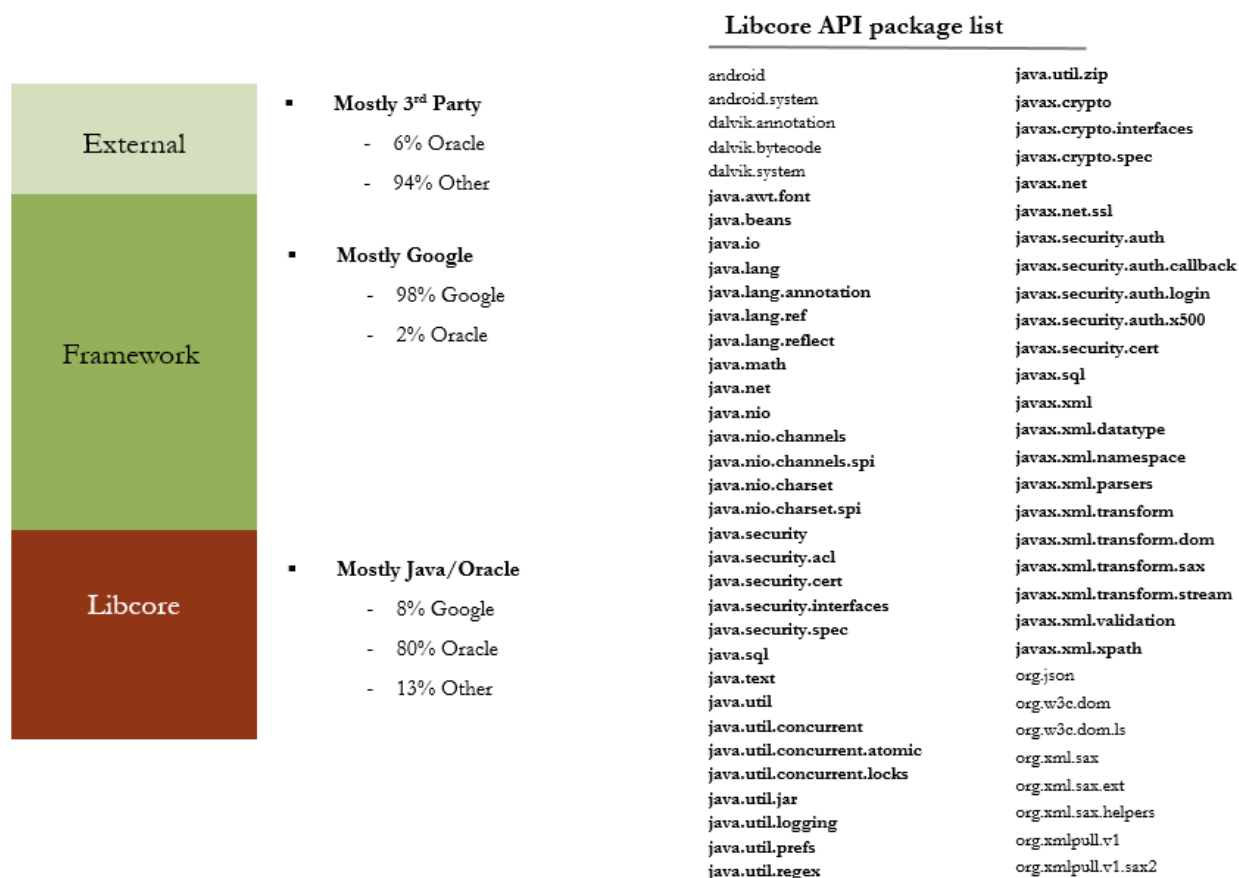 External
▪ Mostly 3rd Party
- 6% Oracle
- 94% Other
Framework
▪ Mostly Google
- 98% Google
- 2% Oracle
Libcore
▪ Mostly Java/Oracle
- 8% Google
- 80% Oracle
- 13% Other
Libcore API package list
android
android.system
dalvik.annotation
dalvik.bytecode
dalvik.system
java.awt.font
java.beans
java.io
java.lang
java.lang.annotation
java.lang.ref
java.lang.reflect
java.math
java.net
java.nio
java.nio.channels
java.nio.channels.spi
java.nio.charset
java.nio.charset.spi
java.security
java.security.acl
java.security.cert
java.security.interfaces
java.security.spec
java.sql
java.text
java.util
java.util.concurrent
java.util.concurrent.atomic
java.util.concurrent.locks
java.util.jar
java.util.logging
java.util.prefs
java.util.regex
java.util.zip
javax.crypto
javax.crypto.interfaces
javax.crypto.spec
javax.net
javax.net.ssl
javax.security.auth
javax.security.auth.callback
javax.security.auth.login
javax.security.auth.x500
javax.security.cert
javax.sql
javax.xml
javax.xml.datatype
javax.xml.namespace
javax.xml.parsers
javax.xml.transform
javax.xml.transform.dom
javax.xml.transform.sax
javax.xml.transform.stream
javax.xml.validation
javax.xml.xpath
org.json
org.w3c.dom
org.w3c.dom.ls
org.xml.sax
org.xml.sax.ext
org.xml.sax.helpers
org.xmlpull.v1
org.xmlpull.v1.sax2